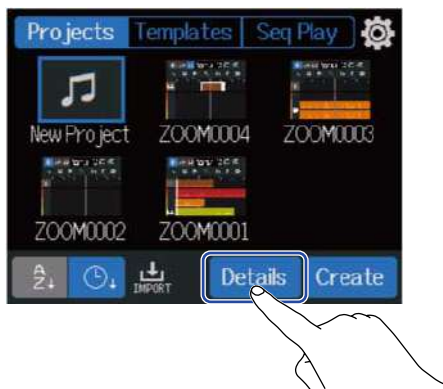 Projects Templates Seq Play
New Project ZOOM0004 ZOOM0003
ZOOM0002 ZOOM0001
A
Z IMPORT Details Create